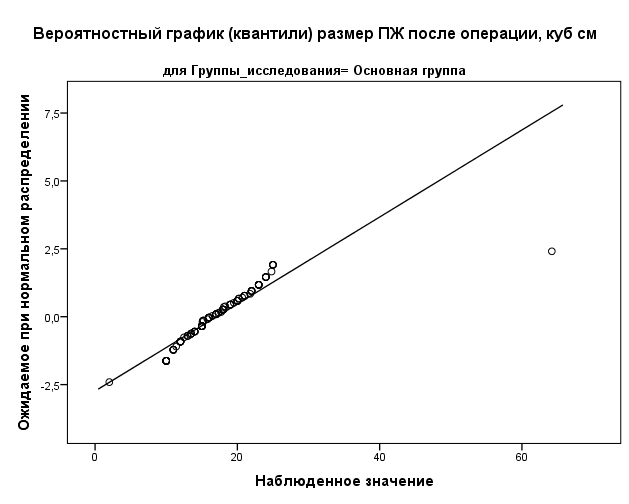 Вероятностный график (квантили) размер ПЖ после операции, куб см
для Группы_исследования= Основная группа
Ожидаемое при нормальном распределении
7,5
5,0
2,5
0,0
-2,5
0
20
40
60
Наблюденное значение